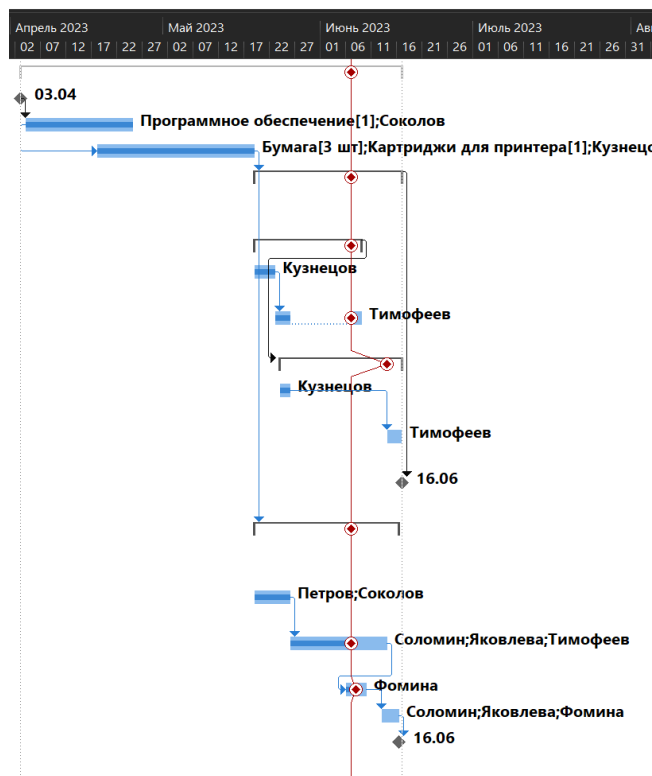 Апрель 2023 Май 2023 Июнь 2023 Июль 2023 Авг
02 07 12 17 22 27 02 07 12 17 22 27 01 06 11 16 21 26 01 06 11 16 21 26 31
03.04
Программное обеспечение[1];Соколов
Бумага[3 шт];Картриджи для принтера[1];Кузнецо
Кузнецов
Тимофеев
Кузнецов
Тимофеев
16.06
Петров;Соколов
Соломин;Яковлева;Тимофеев
Фомина
Соломин;Яковлева;Фомина
16.06